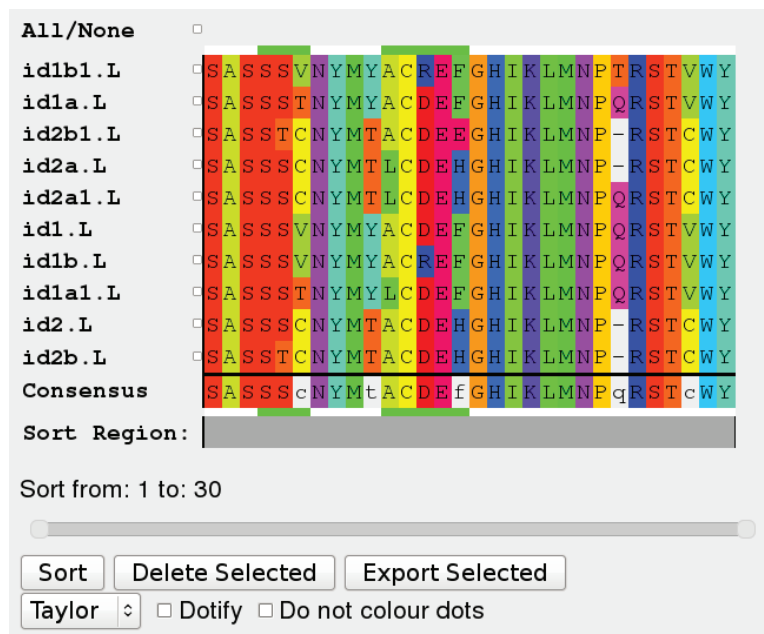 All/None
id1b1.L SASSSVNYMYACREFGHIKLMNPTRSTVWY
id1a.L SASSSTNYMYACDEFGHIKLMNPQRSTVWY
id2b1.L SASSTCNYMTACDEEGHIKLMNP-RSTCWY
id2a.L SASSSCNYMTLCDEHGHIKLMNP-RSTCWY
id2a1.L SASSSCNYMTLCDEHGHIKLMNPQRSTCWY
id1.L SASSSVNYMYACDEFGHIKLMNPQRSTVWY
id1b.L SASSSVNYMYACREFGHIKLMNPQRSTVWY
id1a1.L SASSSTNYMYLCDEFGHIKLMNPQRSTVWY
id2.L SASSSCNYMTACDEHGHIKLMNP-RSTCWY
id2b.L SASSTCNYMTACDEHGHIKLMNP-RSTCWY
Consensus SASSScNYMtACDEfGHIKLMNPqRSTcWY
Sort Region:
Sort from: 1 to: 30
Sort Delete Selected Export Selected
Taylor Dotify Do not colour dots